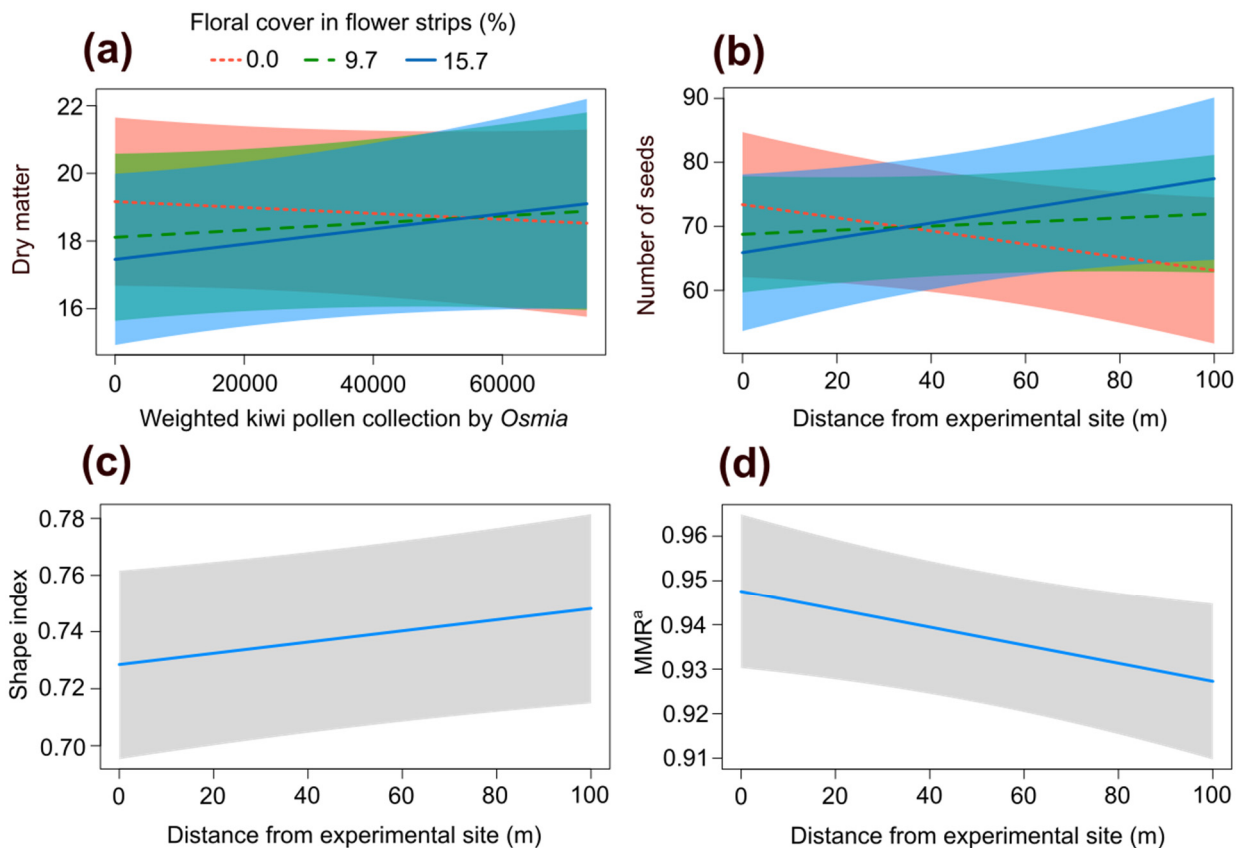 Floral cover in flower strips (%)
0.0 9.7 15.7
(a)
22
20
18
16
Dry matter
0 20000 40000 60000
Weighted kiwi pollen collection by Osmia
(b)
90
80
70
60
Number of seeds
0 20 40 60 80 100
Distance from experimental site (m)
(c)
0.78
0.76
0.74
0.72
0.70
Shape index
0 20 40 60 80 100
Distance from experimental site (m)
(d)
0.96
0.95
0.94
0.93
0.92
0.91
MMRᵃ
0 20 40 60 80 100
Distance from experimental site (m)